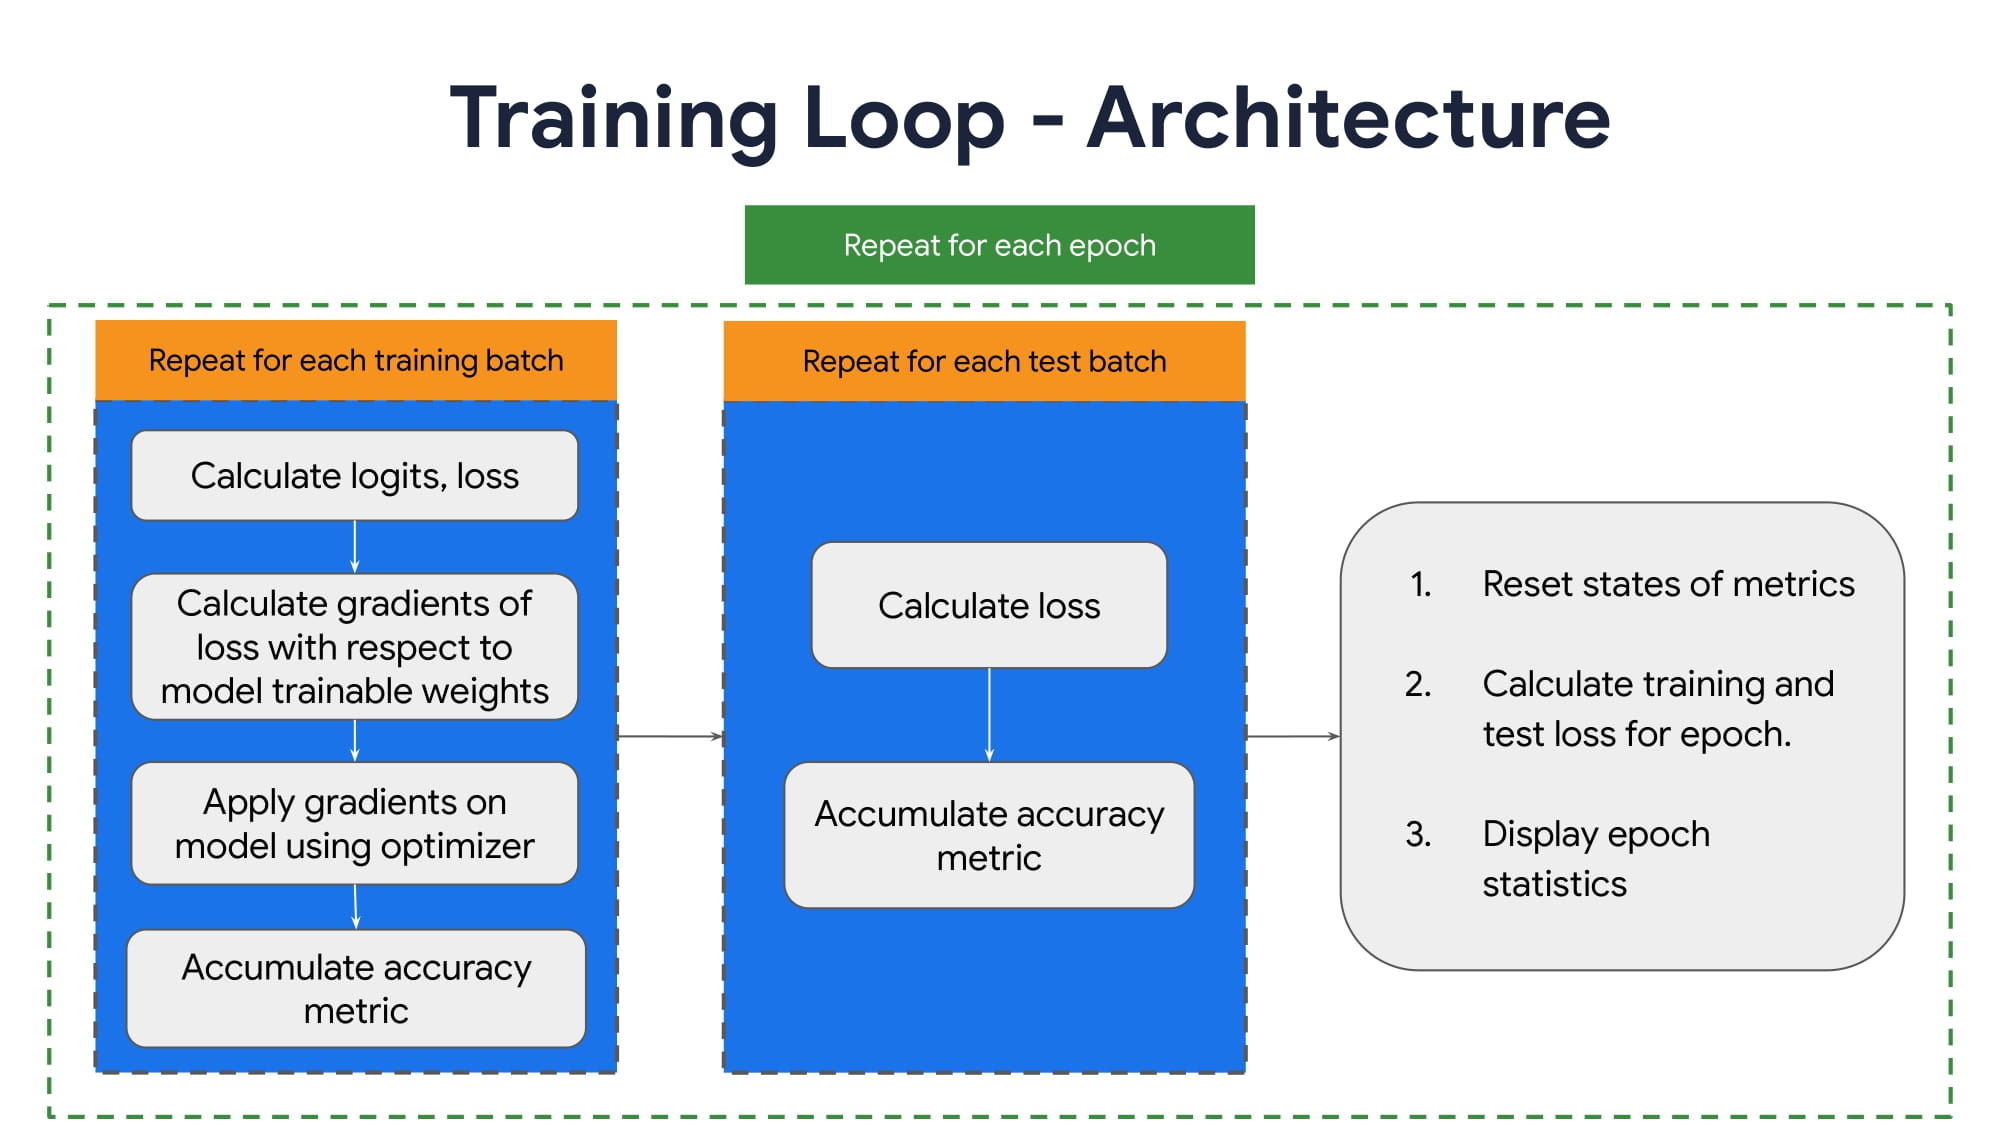 Training Loop - Architecture
Repeat for each epoch
Repeat for each training batch
Calculate logits, loss
Calculate gradients of
loss with respect to
model trainable weights
Apply gradients on
model using optimizer
Accumulate accuracy
metric
Repeat for each test batch
Calculate loss
Accumulate accuracy
metric
1. Reset states of metrics
2. Calculate training and
test loss for epoch.
3. Display epoch
statistics